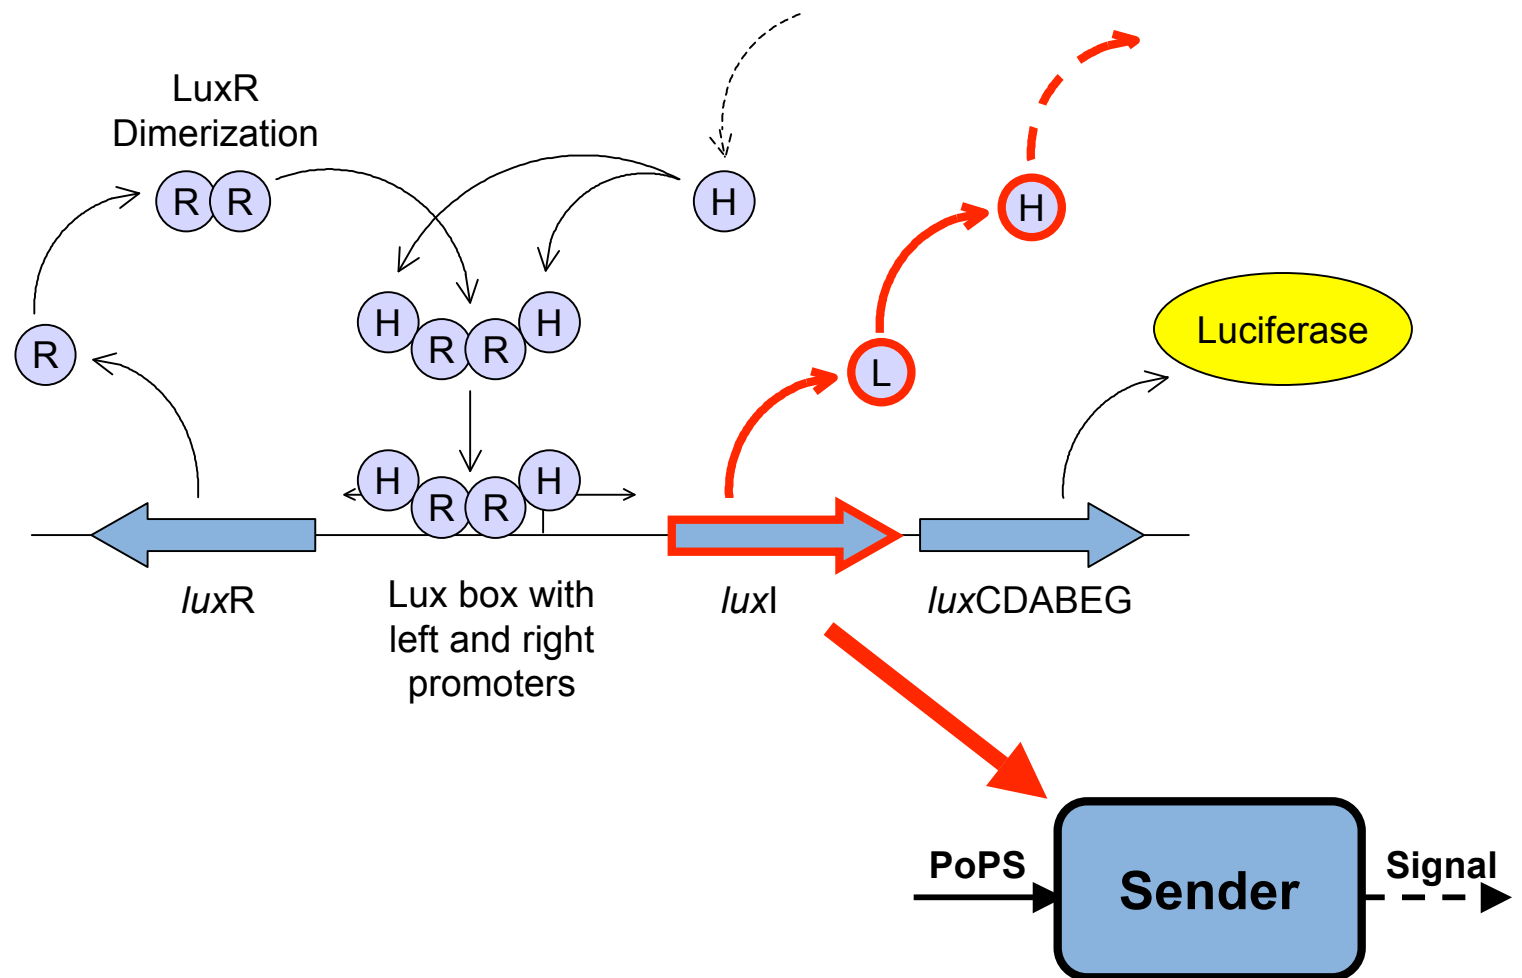 LuxR
Dimerization
R R
H
H
H
R R
H
R
L
Luciferase
H
R R
H
luxR
Lux box with
left and right
promoters
luxI
luxCDABEG
PoPS
Sender
Signal